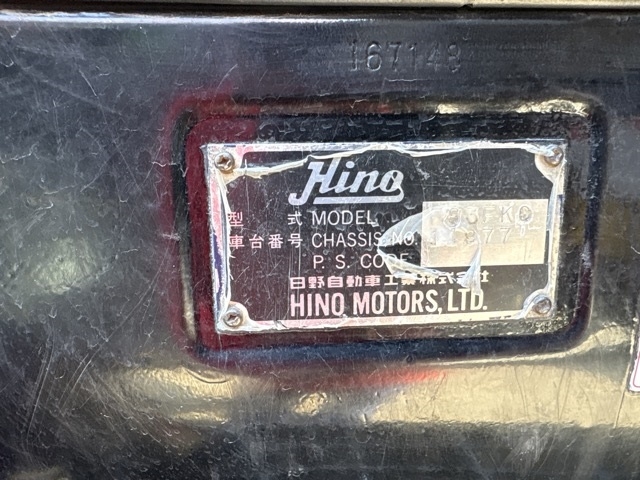 167148
Hino
型 式 MODEL
車台番号 CHASSIS NO.
P. S. CODE
日野自動車工業株式会社
HINO MOTORS, LTD.